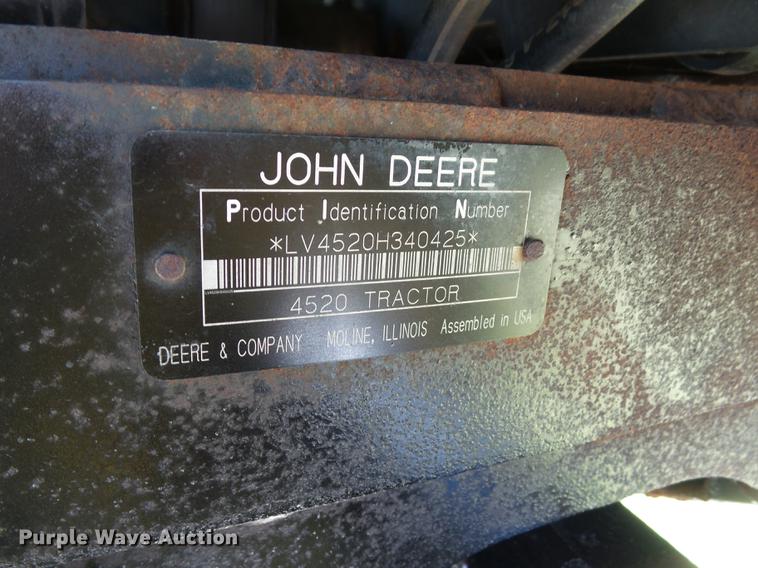 JOHN DEERE
Product Identification Number
*LV4520H340425*
4520 TRACTOR
DEERE & COMPANY MOLINE, ILLINOIS Assembled in USA
Purple Wave Auction